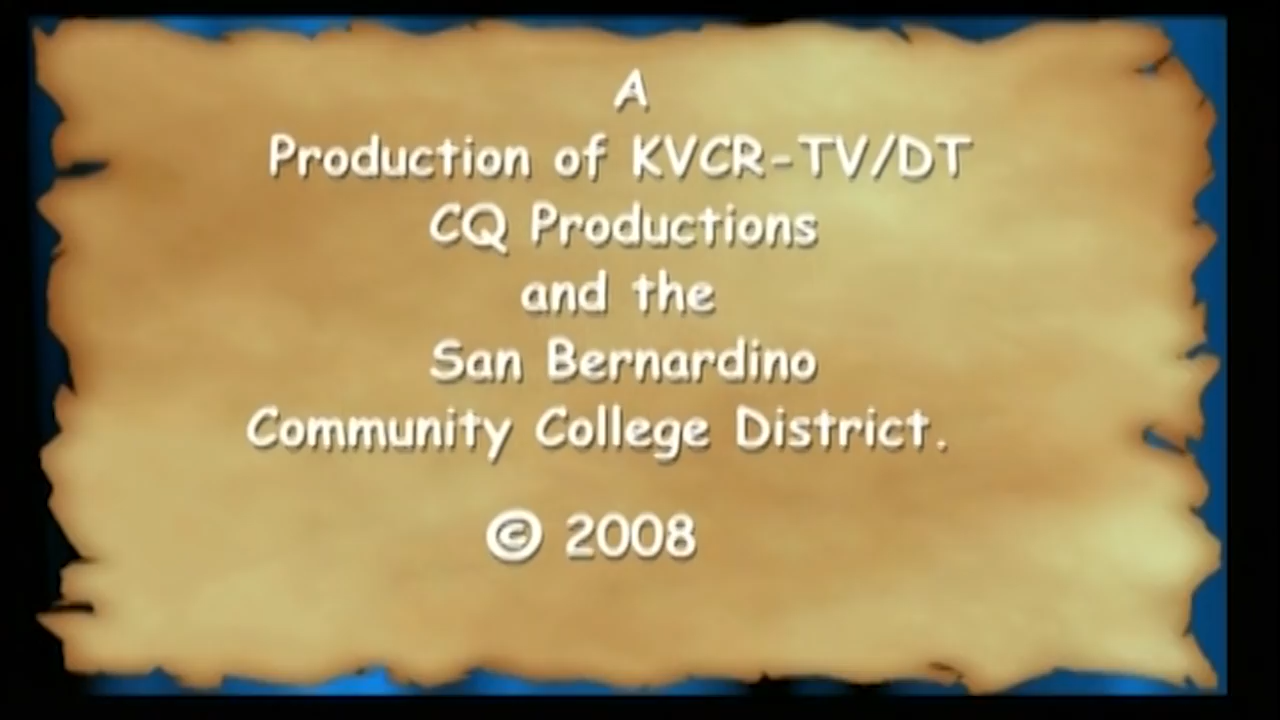 A
Production of KVCR-TV/DT
CQ Productions
and the
San Bernardino
Community College District.
© 2008